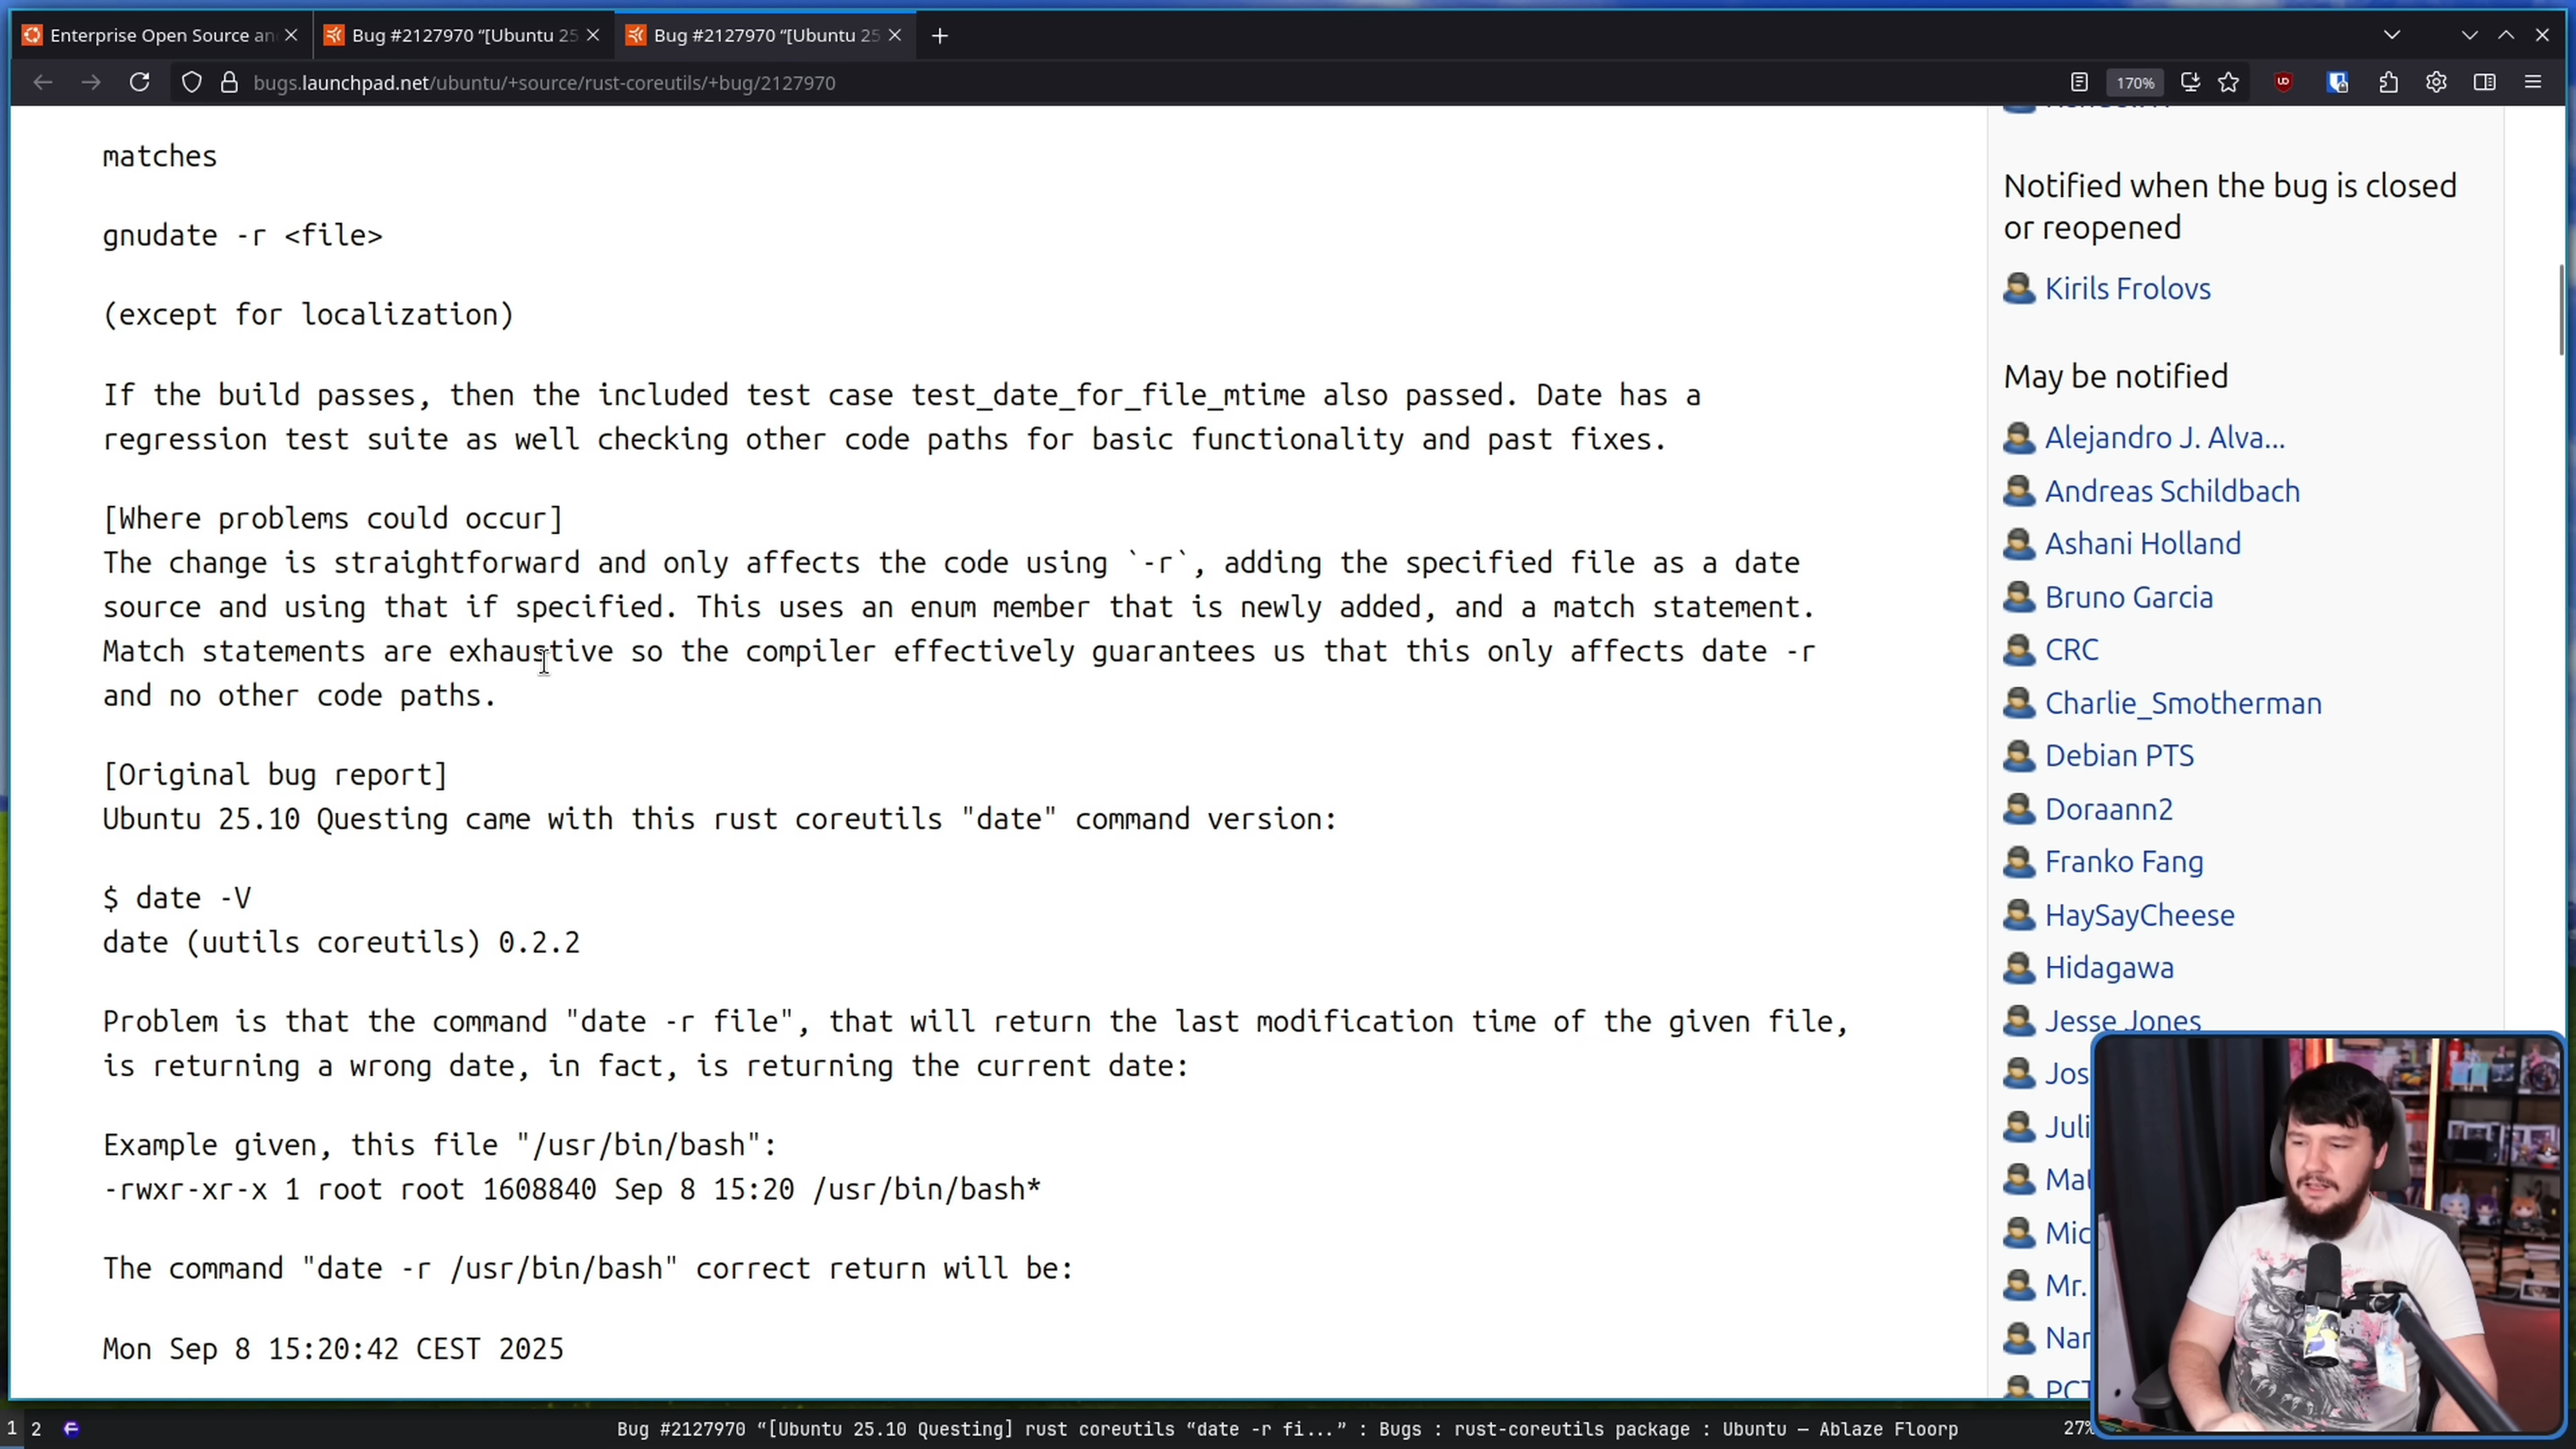 Enterprise Open Source an
Bug #2127970 “[Ubuntu 25
Bug #2127970 “[Ubuntu 25
bugs.launchpad.net/ubuntu/+source/rust-coreutils/+bug/2127970
170%
matches
gnudate -r <file>
(except for localization)
If the build passes, then the included test case test_date_for_file_mtime also passed. Date has a
regression test suite as well checking other code paths for basic functionality and past fixes.
[Where problems could occur]
The change is straightforward and only affects the code using `-r`, adding the specified file as a date
source and using that if specified. This uses an enum member that is newly added, and a match statement.
Match statements are exhaustive so the compiler effectively guarantees us that this only affects date -r
and no other code paths.
[Original bug report]
Ubuntu 25.10 Questing came with this rust coreutils "date" command version:
$ date -V
date (uutils coreutils) 0.2.2
Problem is that the command "date -r file", that will return the last modification time of the given file,
is returning a wrong date, in fact, is returning the current date:
Example given, this file "/usr/bin/bash":
-rwxr-xr-x 1 root root 1608840 Sep 8 15:20 /usr/bin/bash*
The command "date -r /usr/bin/bash" correct return will be:
Mon Sep 8 15:20:42 CEST 2025
Notified when the bug is closed
or reopened
Kirils Frolovs
May be notified
Alejandro J. Alva...
Andreas Schildbach
Ashani Holland
Bruno Garcia
CRC
Charlie_Smotherman
Debian PTS
Doraann2
Franko Fang
HaySayCheese
Hidagawa
Jesse Jones
Jos
Juli
Mat
Mic
Mr.
Nar
PCT
1 2
Bug #2127970 “[Ubuntu 25.10 Questing] rust coreutils “date -r fi...” : Bugs : rust-coreutils package : Ubuntu — Ablaze Floorp
27%